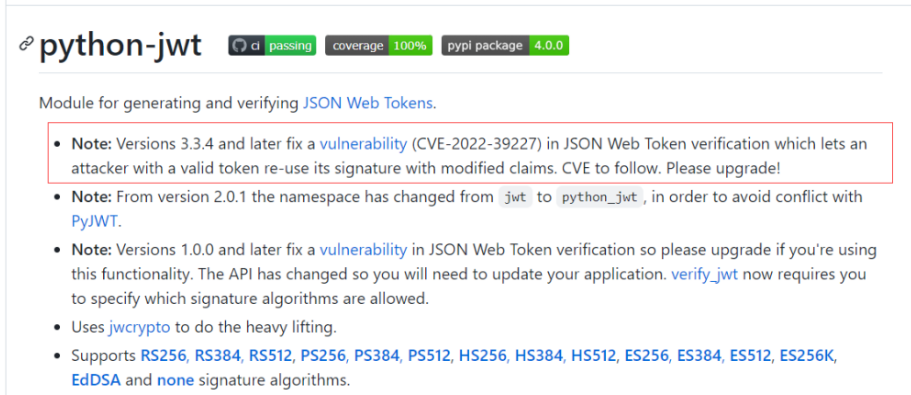 python-jwt ci passing coverage 100% pypi package 4.0.0
Module for generating and verifying JSON Web Tokens.
• Note: Versions 3.3.4 and later fix a vulnerability (CVE-2022-39227) in JSON Web Token verification which lets an
attacker with a valid token re-use its signature with modified claims. CVE to follow. Please upgrade!
• Note: From version 2.0.1 the namespace has changed from jwt to python_jwt, in order to avoid conflict with
PyJWT.
• Note: Versions 1.0.0 and later fix a vulnerability in JSON Web Token verification so please upgrade if you're using
this functionality. The API has changed so you will need to update your application. verify_jwt now requires you
to specify which signature algorithms are allowed.
• Uses jwcrypto to do the heavy lifting.
• Supports RS256, RS384, RS512, PS256, PS384, PS512, HS256, HS384, HS512, ES256, ES384, ES512, ES256K,
EdDSA and none signature algorithms.